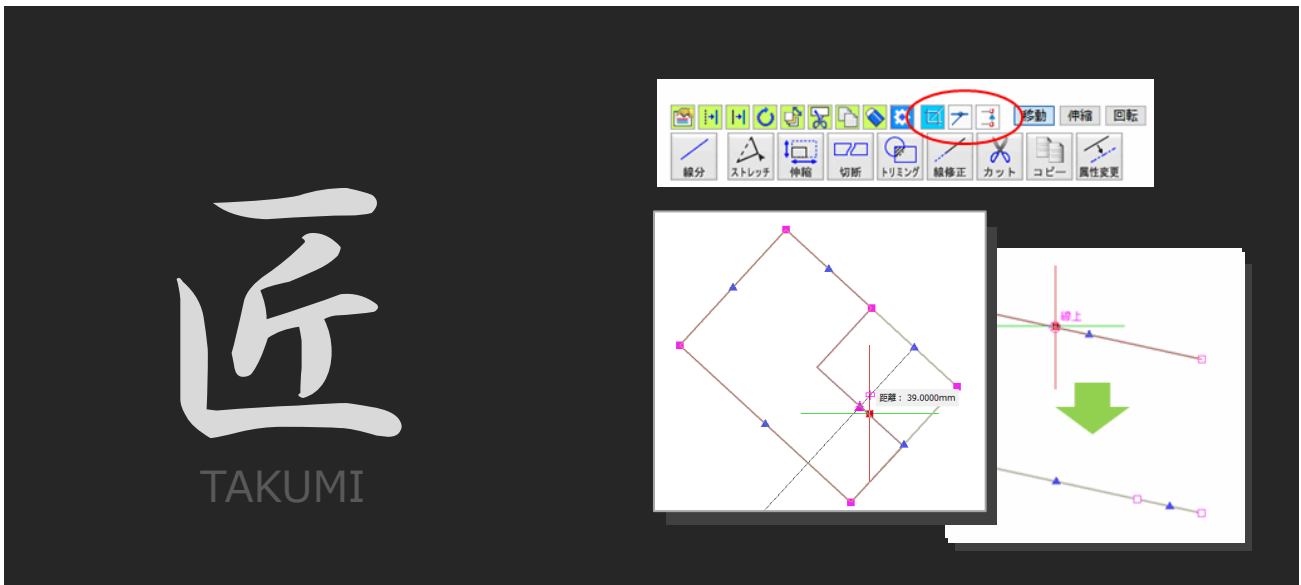 匠
TAKUMI
移動 伸縮 回転
線分 ストレッチ 伸縮 切断 トリミング 線修正 カット コピー 属性変更
中
距離： 39.0000mm
線上